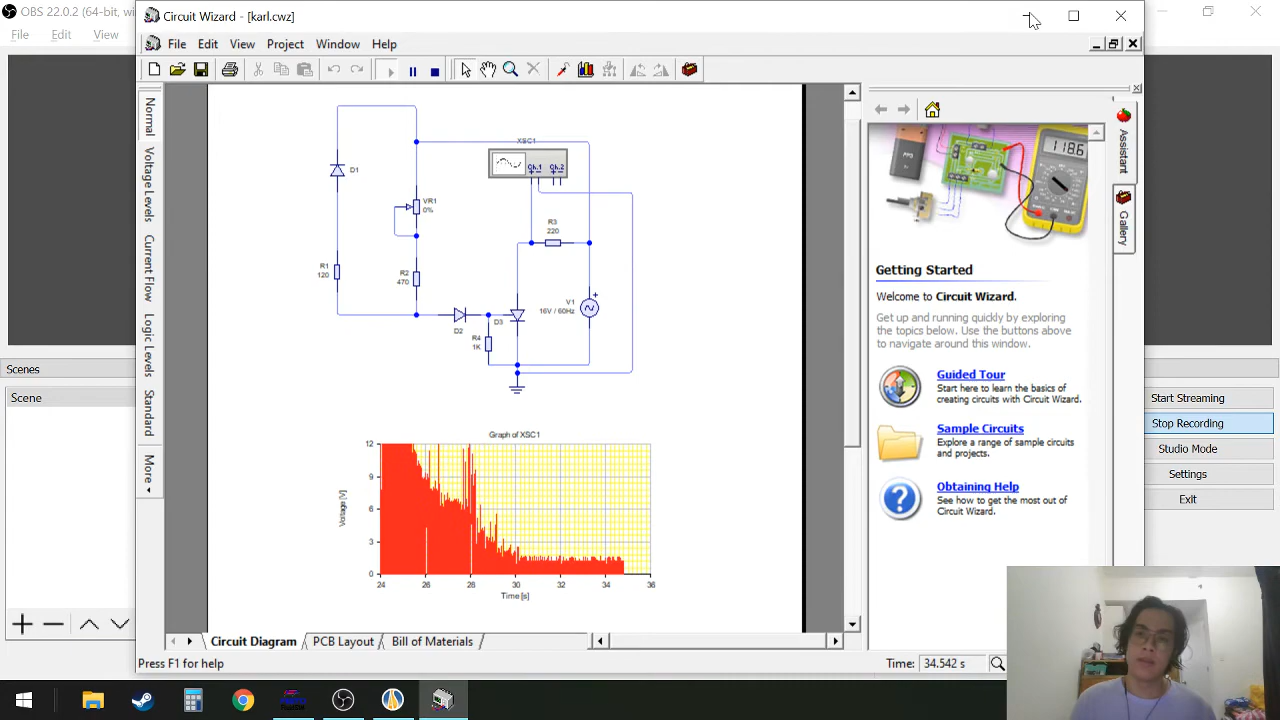 OBS 22.0.2 (64-bit, wi
File Edit View
Circuit Wizard - [karl.cwz]
File Edit View Project Window Help
Normal
Voltage Levels
Current Flow
Logic Levels
Standard
More
XSC1
Ch.1 Ch.2
D1
VR1
0%
R3
220
R1
120
R2
470
V1
16V / 60Hz
D2
D3
R4
1K
Graph of XSC1
Voltage [V]
12
9
6
3
0
24 26 28 30 32 34 36
Time [s]
Circuit Diagram PCB Layout Bill of Materials
Press F1 for help
Time: 34.542 s
118.6
Getting Started
Welcome to Circuit Wizard.
Get up and running quickly by exploring
the topics below. Use the buttons above
to navigate around this window.
Guided Tour
Start here to learn the basics of
creating circuits with Circuit Wizard.
Sample Circuits
Explore a range of sample circuits
and projects.
Obtaining Help
See how to get the most out of
Circuit Wizard.
Assistant
Gallery
Scenes
Scene
Start Streaming
Stop Recording
Studio Mode
Settings
Exit